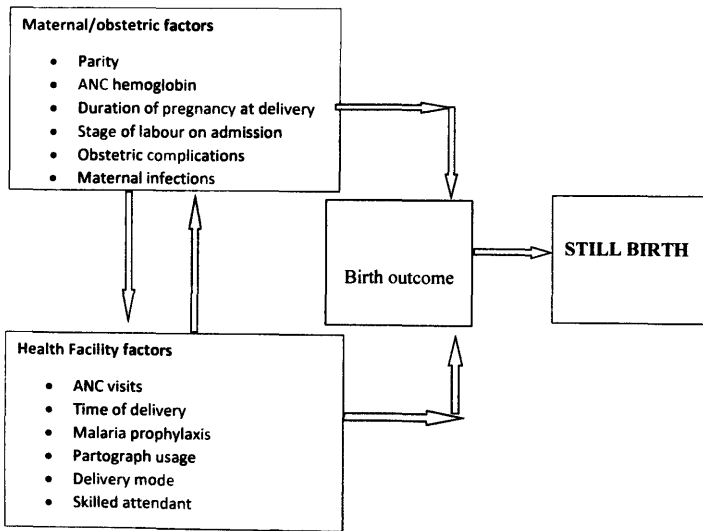 Maternal/obstetric factors
• Parity
• ANC hemoglobin
• Duration of pregnancy at delivery
• Stage of labour on admission
• Obstetric complications
• Maternal infections
Birth outcome
STILL BIRTH
Health Facility factors
• ANC visits
• Time of delivery
• Malaria prophylaxis
• Partograph usage
• Delivery mode
• Skilled attendant